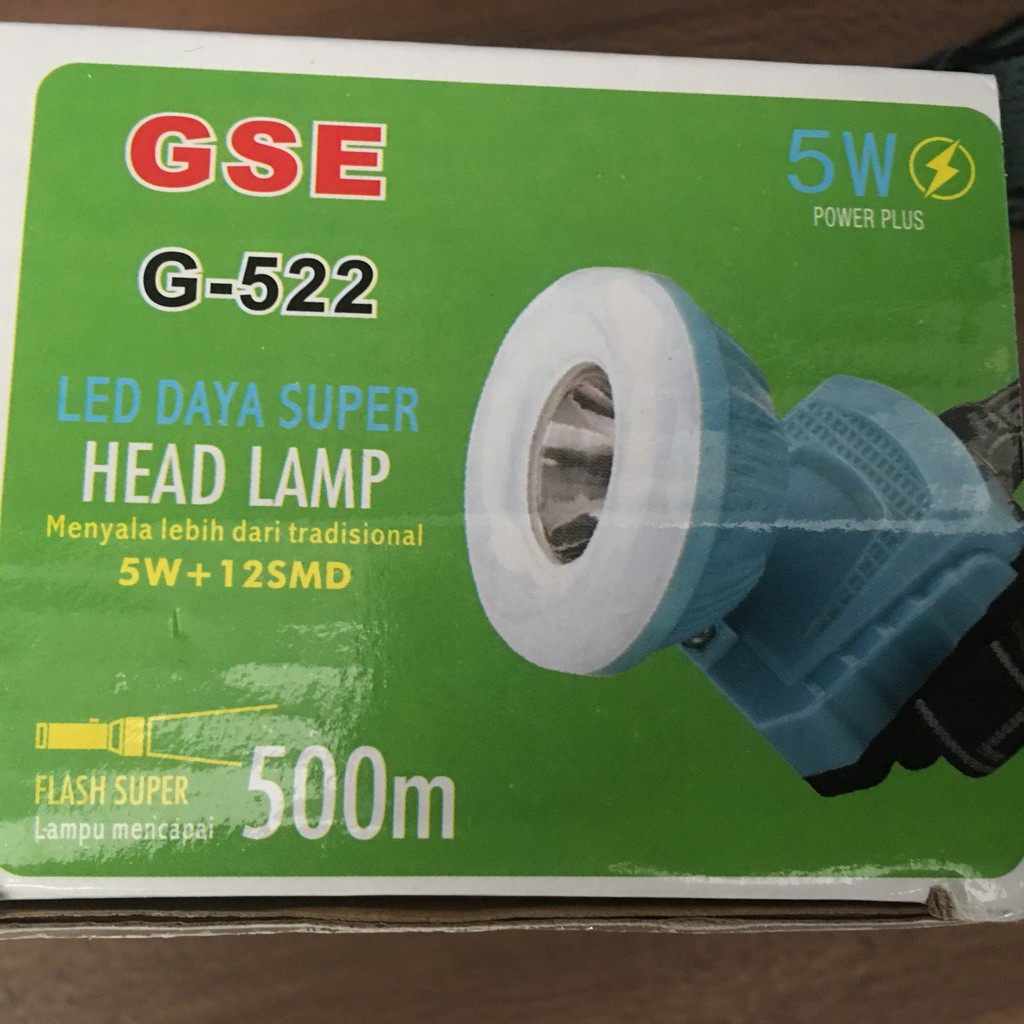 GSE
G-522
5W
POWER PLUS
LED DAYA SUPER
HEAD LAMP
Menyala lebih dari tradisional
5W+12SMD
FLASH SUPER
Lampu mencapai
500m